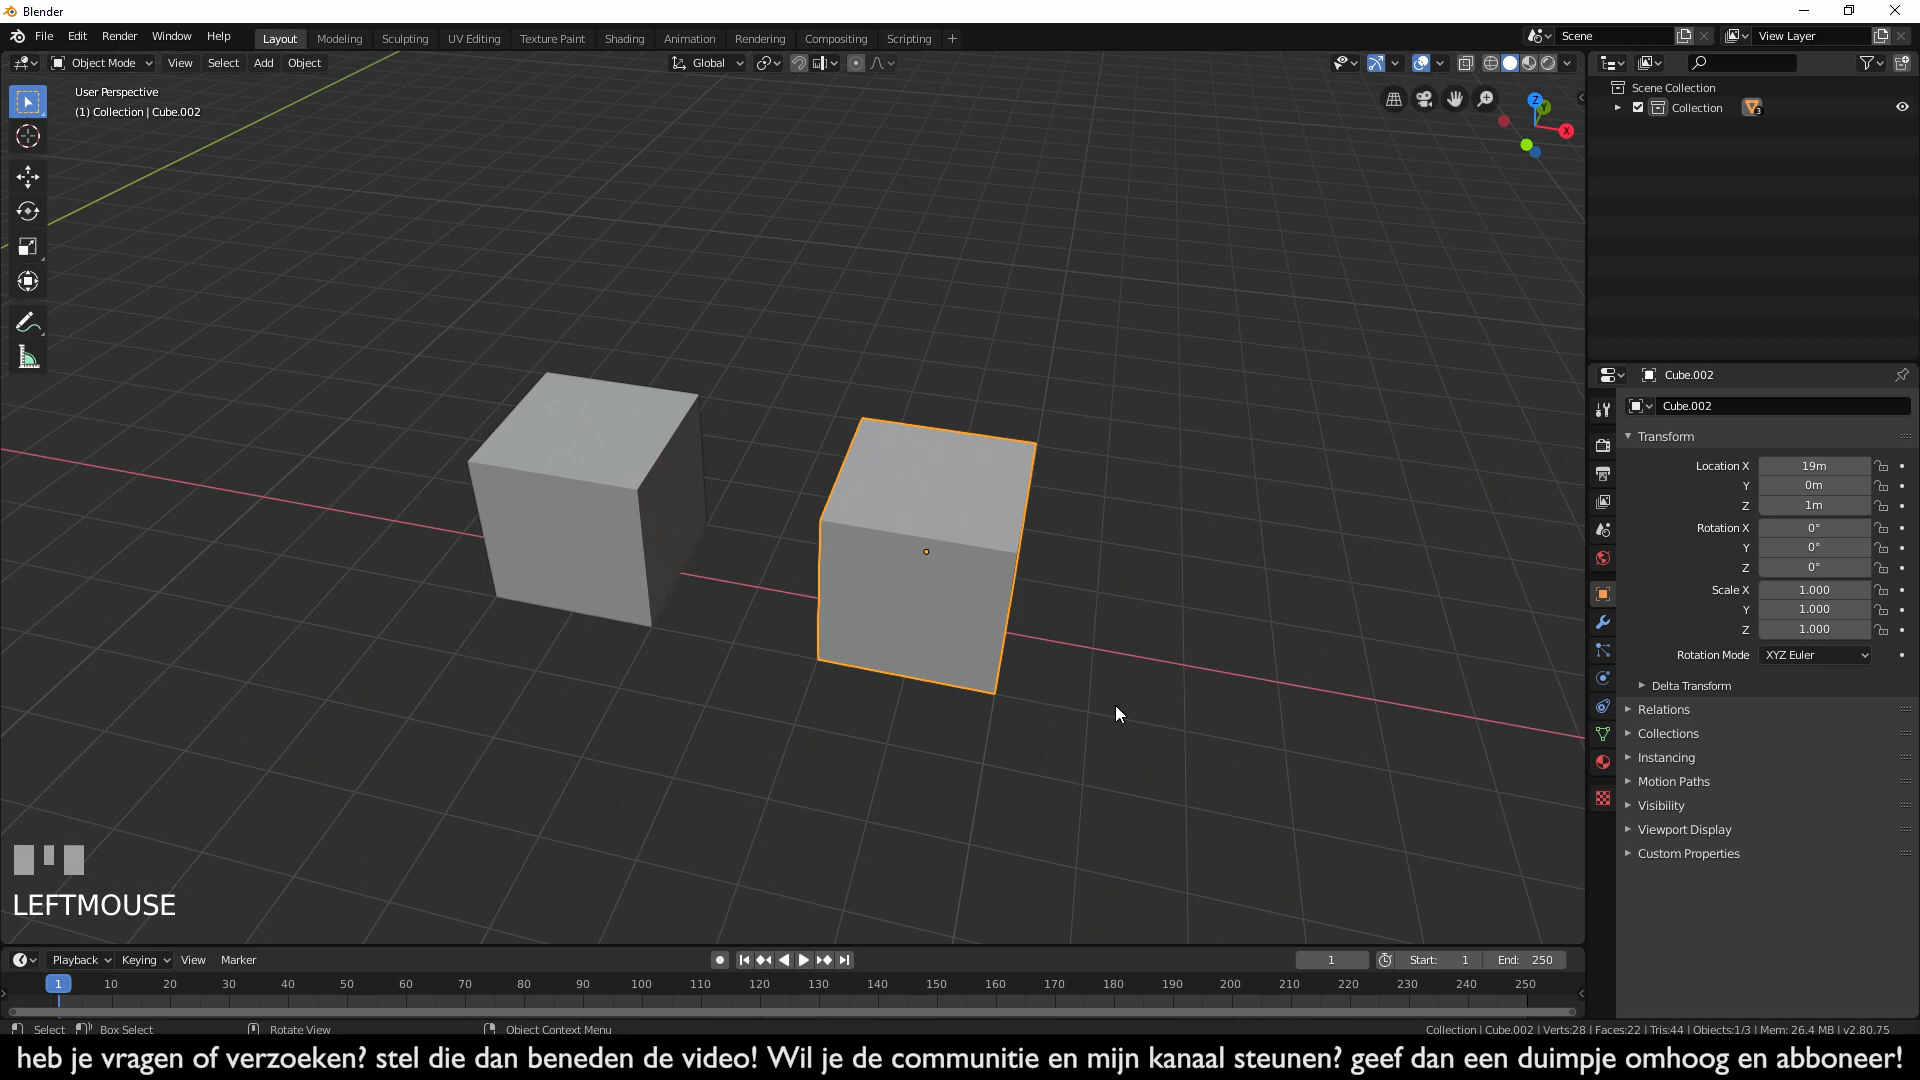 Blender
File Edit Render Window Help
Layout Modeling Sculpting UV Editing Texture Paint Shading Animation Rendering Compositing Scripting +
Scene
View Layer
Object Mode View Select Add Object
Global
User Perspective
(1) Collection | Cube.002
Z
Y
X
Scene Collection
Collection
3
Cube.002
Cube.002
Transform
Location X 19m
Y 0m
Z 1m
Rotation X 0°
Y 0°
Z 0°
Scale X 1.000
Y 1.000
Z 1.000
Rotation Mode XYZ Euler
Delta Transform
Relations
Collections
Instancing
Motion Paths
Visibility
Viewport Display
Custom Properties
LEFTMOUSE
Playback Keying View Marker
1
Start: 1
End: 250
1 10 20 30 40 50 60 70 80 90 100 110 120 130 140 150 160 170 180 190 200 210 220 230 240 250
Select Box Select Rotate View Object Context Menu
Collection | Cube.002 | Verts:28 | Faces:22 | Tris:44 | Objects:1/3 | Mem: 26.4 MB | v2.80.75
heb je vragen of verzoeken? stel die dan beneden de video! Wil je de communitie en mijn kanaal steunen? geef dan een duimpje omhoog en abboneer!